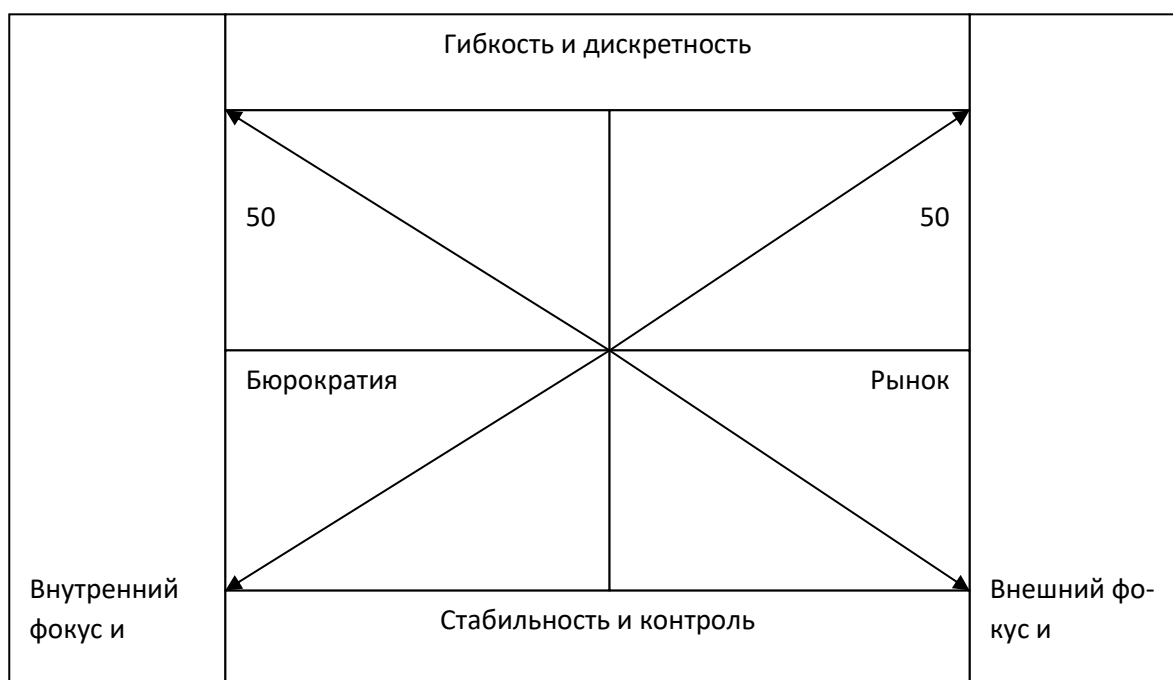 Гибкость и дискретность
50
50
Бюрократия
Рынок
Внутренний
фокус и
Стабильность и контроль
Внешний фо-
кус и